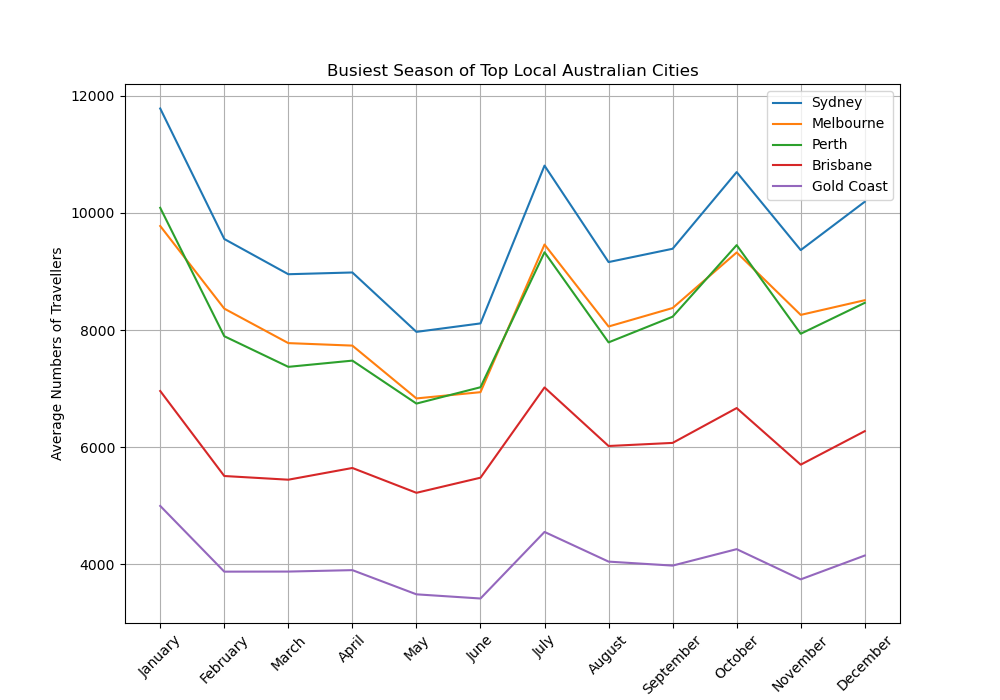 Busiest Season of Top Local Australian Cities
12000
10000
8000
6000
4000
Average Numbers of Travellers
Sydney
Melbourne
Perth
Brisbane
Gold Coast
January
February
March
April
May
June
July
August
September
October
November
December